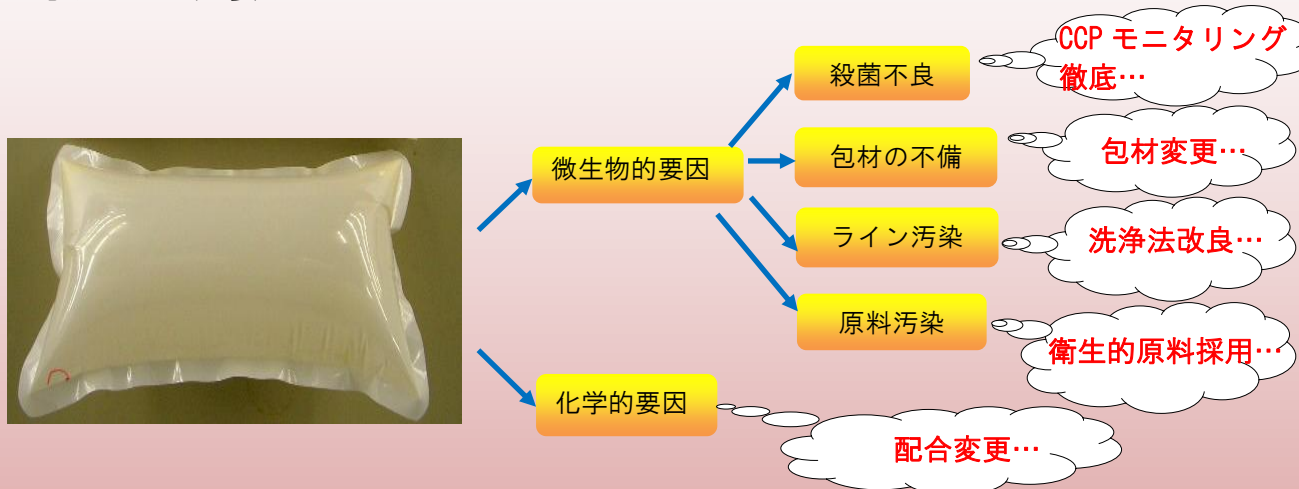 CCP モニタリング
徹底…
殺菌不良
包材の不備
包材変更…
微生物的要因
ライン汚染
洗浄法改良…
原料汚染
衛生的原料採用…
化学的要因
配合変更…